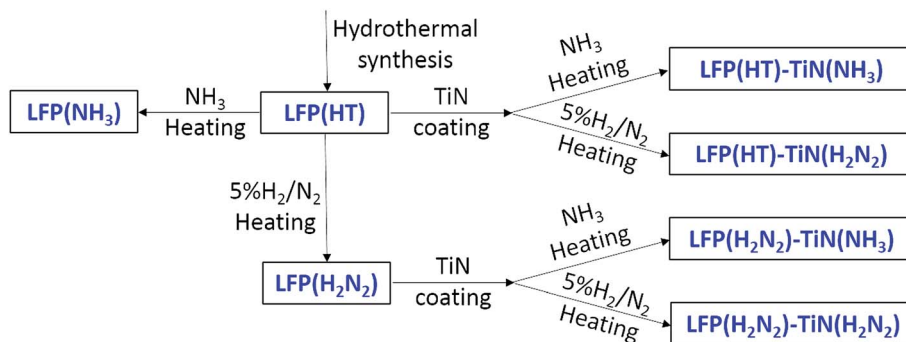 Hydrothermal
synthesis
NH₃
Heating
LFP(HT)-TiN(NH₃)
LFP(NH₃)
NH₃
Heating
LFP(HT)
TiN
coating
5%H₂/N₂
Heating
LFP(HT)-TiN(H₂N₂)
5%H₂/N₂
Heating
NH₃
Heating
LFP(H₂N₂)-TiN(NH₃)
LFP(H₂N₂)
TiN
coating
5%H₂/N₂
Heating
LFP(H₂N₂)-TiN(H₂N₂)